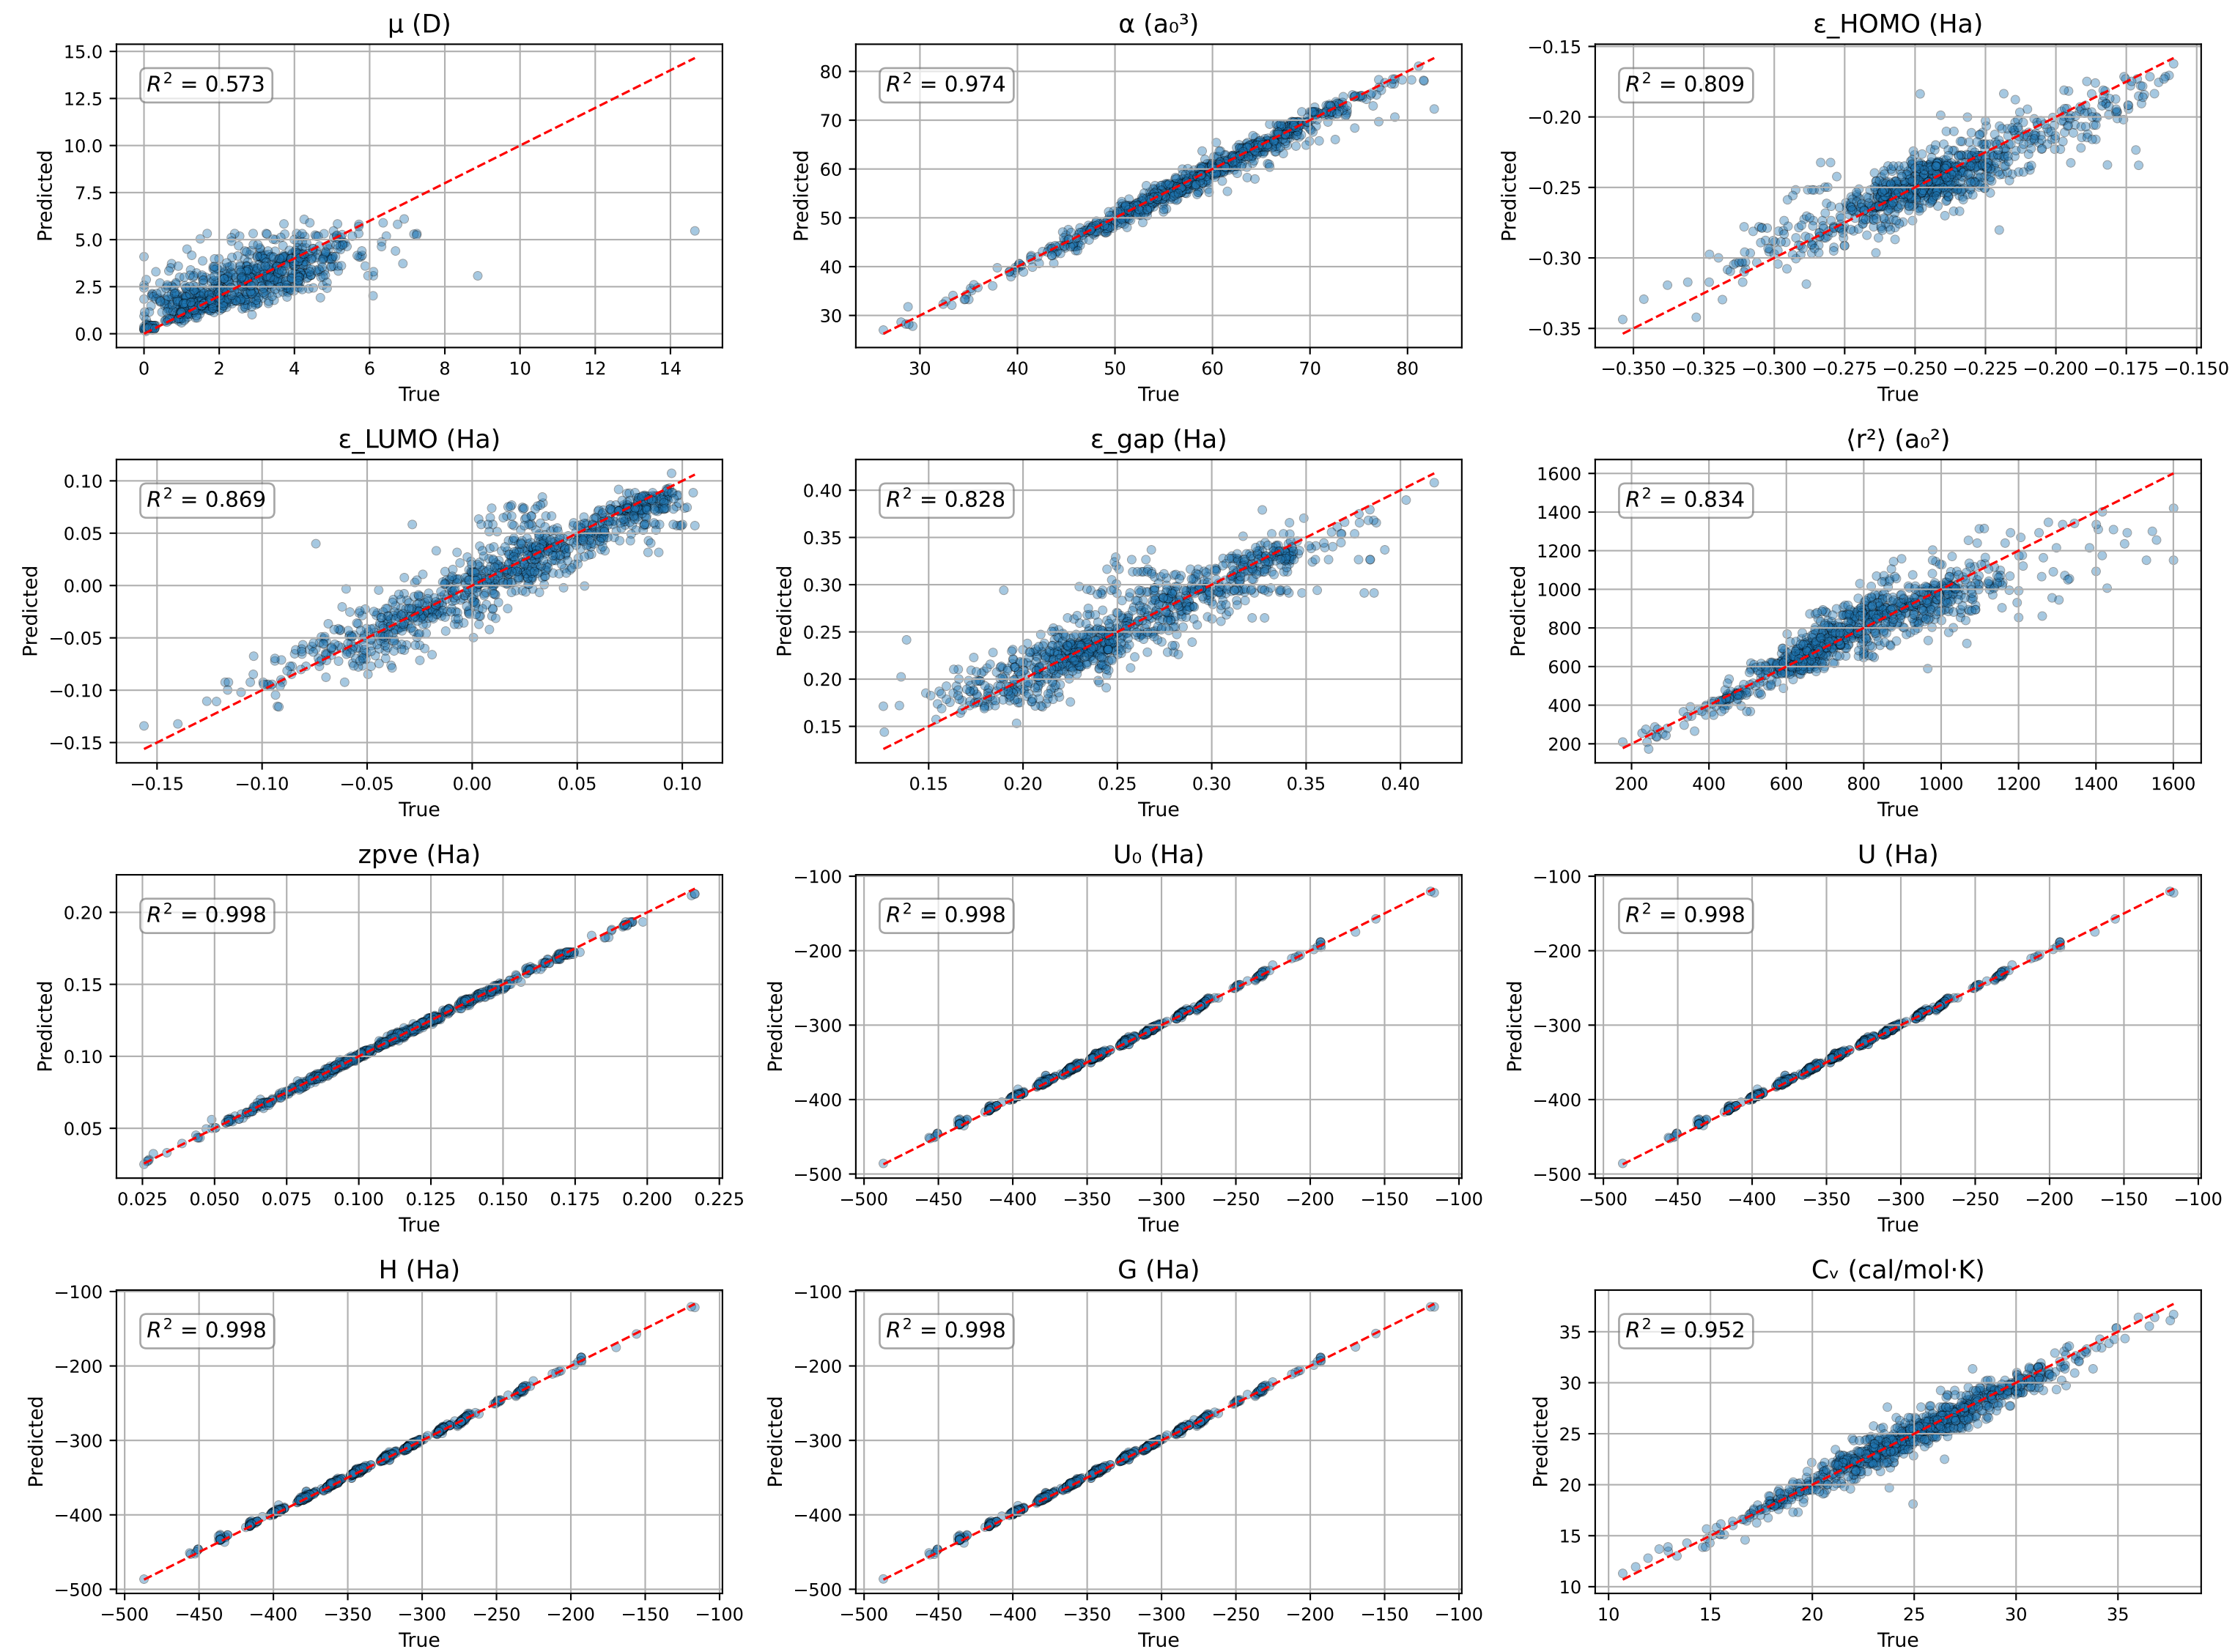 μ (D)
15.0
12.5
10.0
7.5
5.0
2.5
0.0
Predicted
R² = 0.573
0 2 4 6 8 10 12 14
True
α (a₀³)
80
70
60
50
40
30
Predicted
R² = 0.974
30 40 50 60 70 80
True
ε_HOMO (Ha)
−0.15
−0.20
−0.25
−0.30
−0.35
Predicted
R² = 0.809
−0.350 −0.325 −0.300 −0.275 −0.250 −0.225 −0.200 −0.175 −0.150
True
ε_LUMO (Ha)
0.10
0.05
0.00
−0.05
−0.10
−0.15
Predicted
R² = 0.869
−0.15 −0.10 −0.05 0.00 0.05 0.10
True
ε_gap (Ha)
0.40
0.35
0.30
0.25
0.20
0.15
Predicted
R² = 0.828
0.15 0.20 0.25 0.30 0.35 0.40
True
⟨r²⟩ (a₀²)
1600
1400
1200
1000
800
600
400
200
Predicted
R² = 0.834
200 400 600 800 1000 1200 1400 1600
True
zpve (Ha)
0.20
0.15
0.10
0.05
Predicted
R² = 0.998
0.025 0.050 0.075 0.100 0.125 0.150 0.175 0.200 0.225
True
U₀ (Ha)
−100
−200
−300
−400
−500
Predicted
R² = 0.998
−500 −450 −400 −350 −300 −250 −200 −150 −100
True
U (Ha)
−100
−200
−300
−400
−500
Predicted
R² = 0.998
−500 −450 −400 −350 −300 −250 −200 −150 −100
True
H (Ha)
−100
−200
−300
−400
−500
Predicted
R² = 0.998
−500 −450 −400 −350 −300 −250 −200 −150 −100
True
G (Ha)
−100
−200
−300
−400
−500
Predicted
R² = 0.998
−500 −450 −400 −350 −300 −250 −200 −150 −100
True
Cᵥ (cal/mol·K)
35
30
25
20
15
10
Predicted
R² = 0.952
10 15 20 25 30 35
True